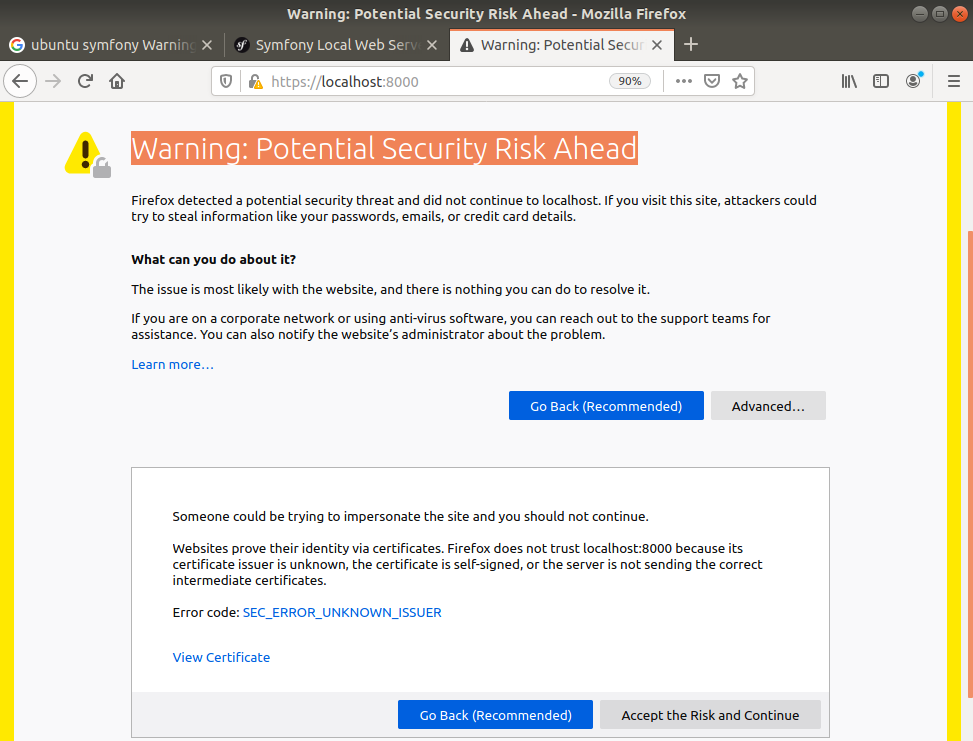 Warning: Potential Security Risk Ahead - Mozilla Firefox
ubuntu symfony Warning
Symfony Local Web Serv
Warning: Potential Secur
https://localhost:8000
90%
Warning: Potential Security Risk Ahead
Firefox detected a potential security threat and did not continue to localhost. If you visit this site, attackers could
try to steal information like your passwords, emails, or credit card details.
What can you do about it?
The issue is most likely with the website, and there is nothing you can do to resolve it.
If you are on a corporate network or using anti-virus software, you can reach out to the support teams for
assistance. You can also notify the website’s administrator about the problem.
Learn more…
Go Back (Recommended)
Advanced…
Someone could be trying to impersonate the site and you should not continue.
Websites prove their identity via certificates. Firefox does not trust localhost:8000 because its
certificate issuer is unknown, the certificate is self-signed, or the server is not sending the correct
intermediate certificates.
Error code: SEC_ERROR_UNKNOWN_ISSUER
View Certificate
Go Back (Recommended)
Accept the Risk and Continue